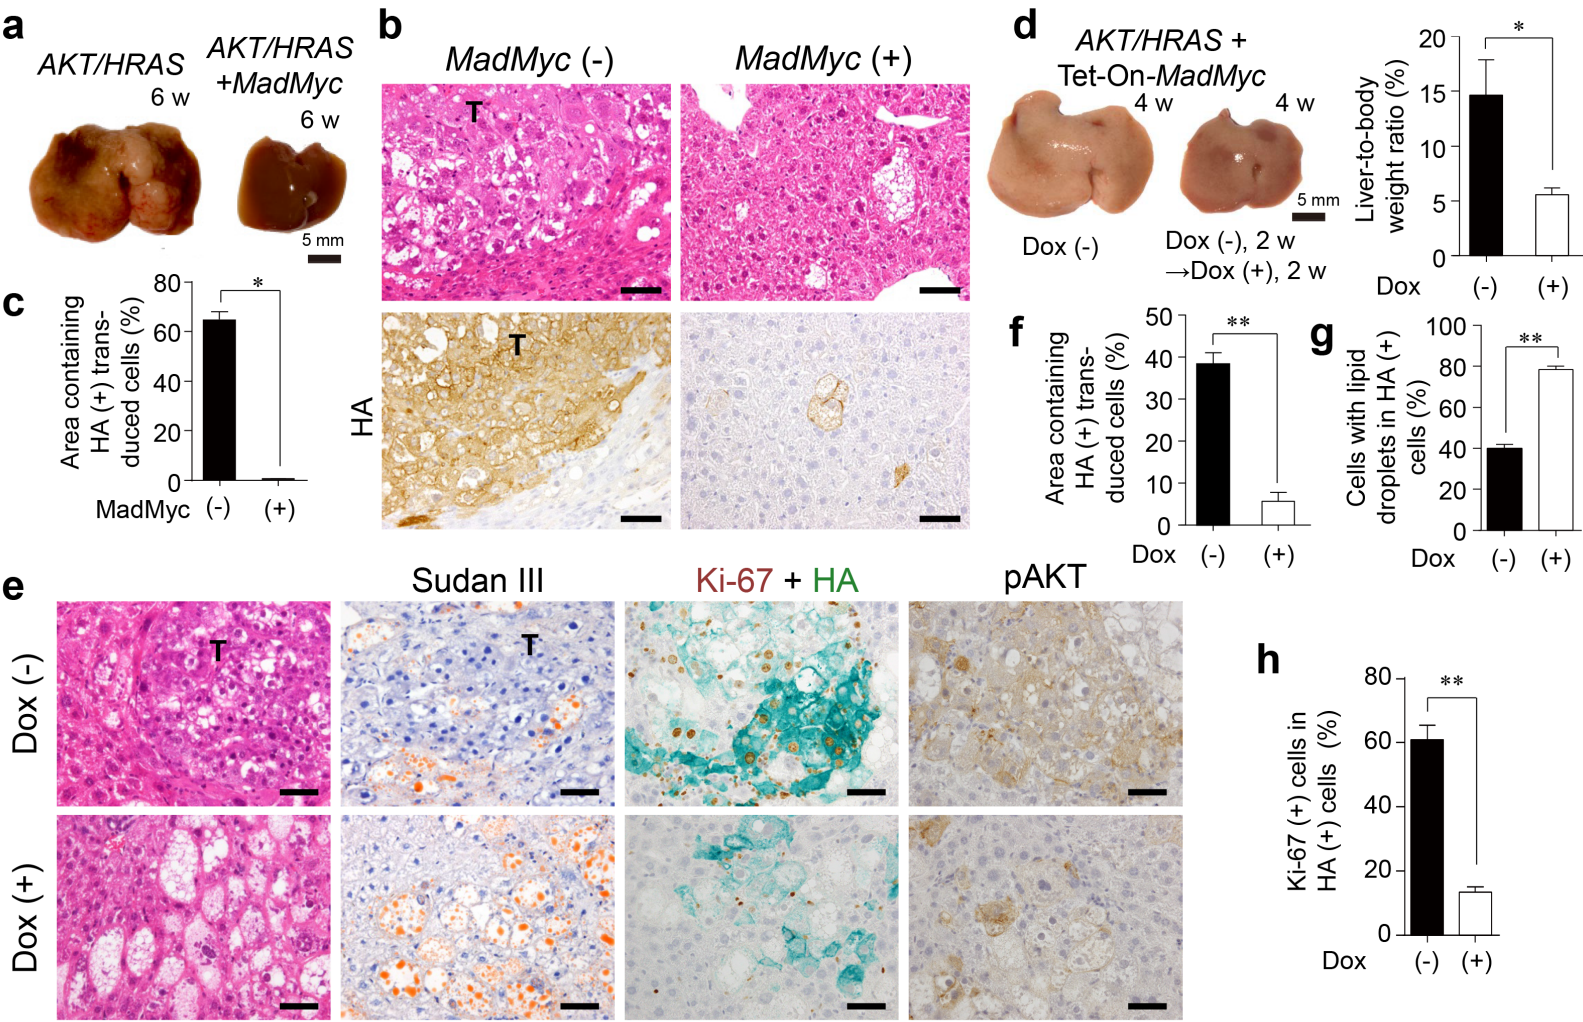 a
AKT/HRAS
6 w
AKT/HRAS
+MadMyc
6 w
5 mm
b
MadMyc (-)
MadMyc (+)
T
HA
T
c
Area containing
HA (+) trans-
duced cells (%)
80
60
40
20
0
*
MadMyc
(-)
(+)
d
AKT/HRAS +
Tet-On-MadMyc
4 w
4 w
5 mm
Dox (-)
Dox (-), 2 w
→Dox (+), 2 w
Liver-to-body
weight ratio (%)
20
15
10
5
0
*
Dox
(-)
(+)
f
Area containing
HA (+) trans-
duced cells (%)
50
40
30
20
10
0
**
Dox
(-)
(+)
g
Cells with lipid
droplets in HA (+)
cells (%)
100
80
60
40
20
0
**
Dox
(-)
(+)
e
Sudan III
Ki-67 + HA
pAKT
Dox (-)
T
T
Dox (+)
h
Ki-67 (+) cells in
HA (+) cells (%)
80
60
40
20
0
**
Dox
(-)
(+)